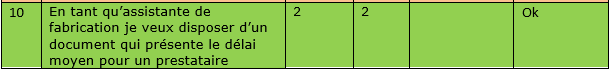 10 En tant qu’assistante de 2 2 Ok
fabrication je veux disposer d’un
document qui présente le délai
moyen pour un prestataire